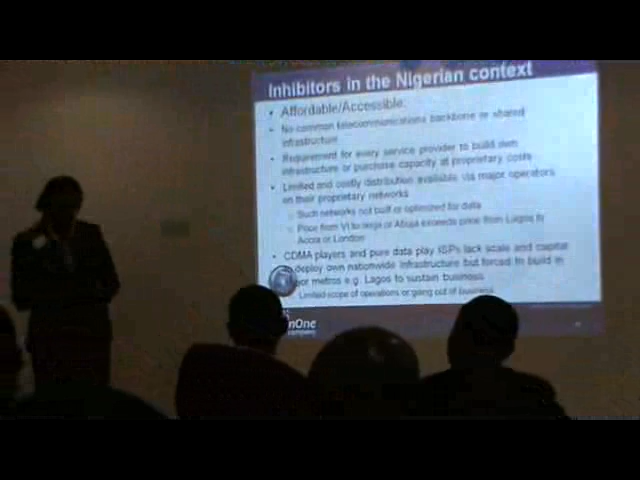 Inhibitors in the Nigerian context
• Affordable/Accessible.
• No common telecommunications backbone or shared
infrastructure
• Requirement for every service provider to build own
infrastructure or purchase capacity at proprietary costs
• Limited and costly distribution available via major operators
on their proprietary networks
Such networks not built or optimized for data
Price from VI to Ikeja or Abuja exceeds price from Lagos to
Accra or London
• CDMA players and pure data play ISPs lack scale and capital
deploy own nationwide infrastructure but forced to build in
or metros e.g. Lagos to sustain business
Limited scope of operations or going out of business
nOne